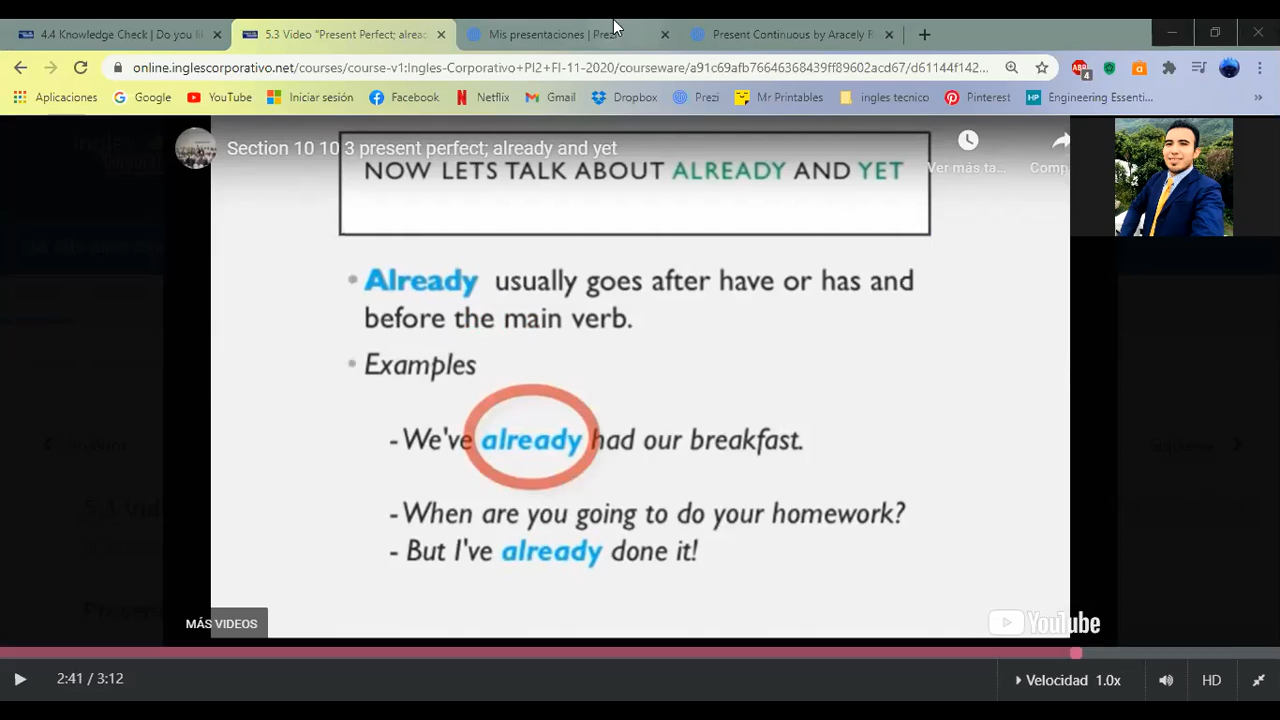 4.4 Knowledge Check | Do you li
5.3 Video "Present Perfect; alrea
Mis presentaciones | Prezi
Present Continuous by Aracely R
online.inglescorporativo.net/courses/course-v1:Ingles-Corporativo+PI2+FI-11-2020/courseware/a91c69afb76646368439ff89602acd67/d61144f142...
ABP
4
Aplicaciones
Google
YouTube
Iniciar sesión
Facebook
Netflix
Gmail
Dropbox
Prezi
Mr Printables
ingles tecnico
Pinterest
HP
Engineering Essenti...
»
Section 10 10 3 present perfect; already and yet
NOW LETS TALK ABOUT ALREADY AND YET
Ver más ta...
Comp
• Already usually goes after have or has and
before the main verb.
• Examples
- We've already had our breakfast.
- When are you going to do your homework?
- But I've already done it!
MÁS VIDEOS
YouTube
2:41 / 3:12
Velocidad 1.0x
HD